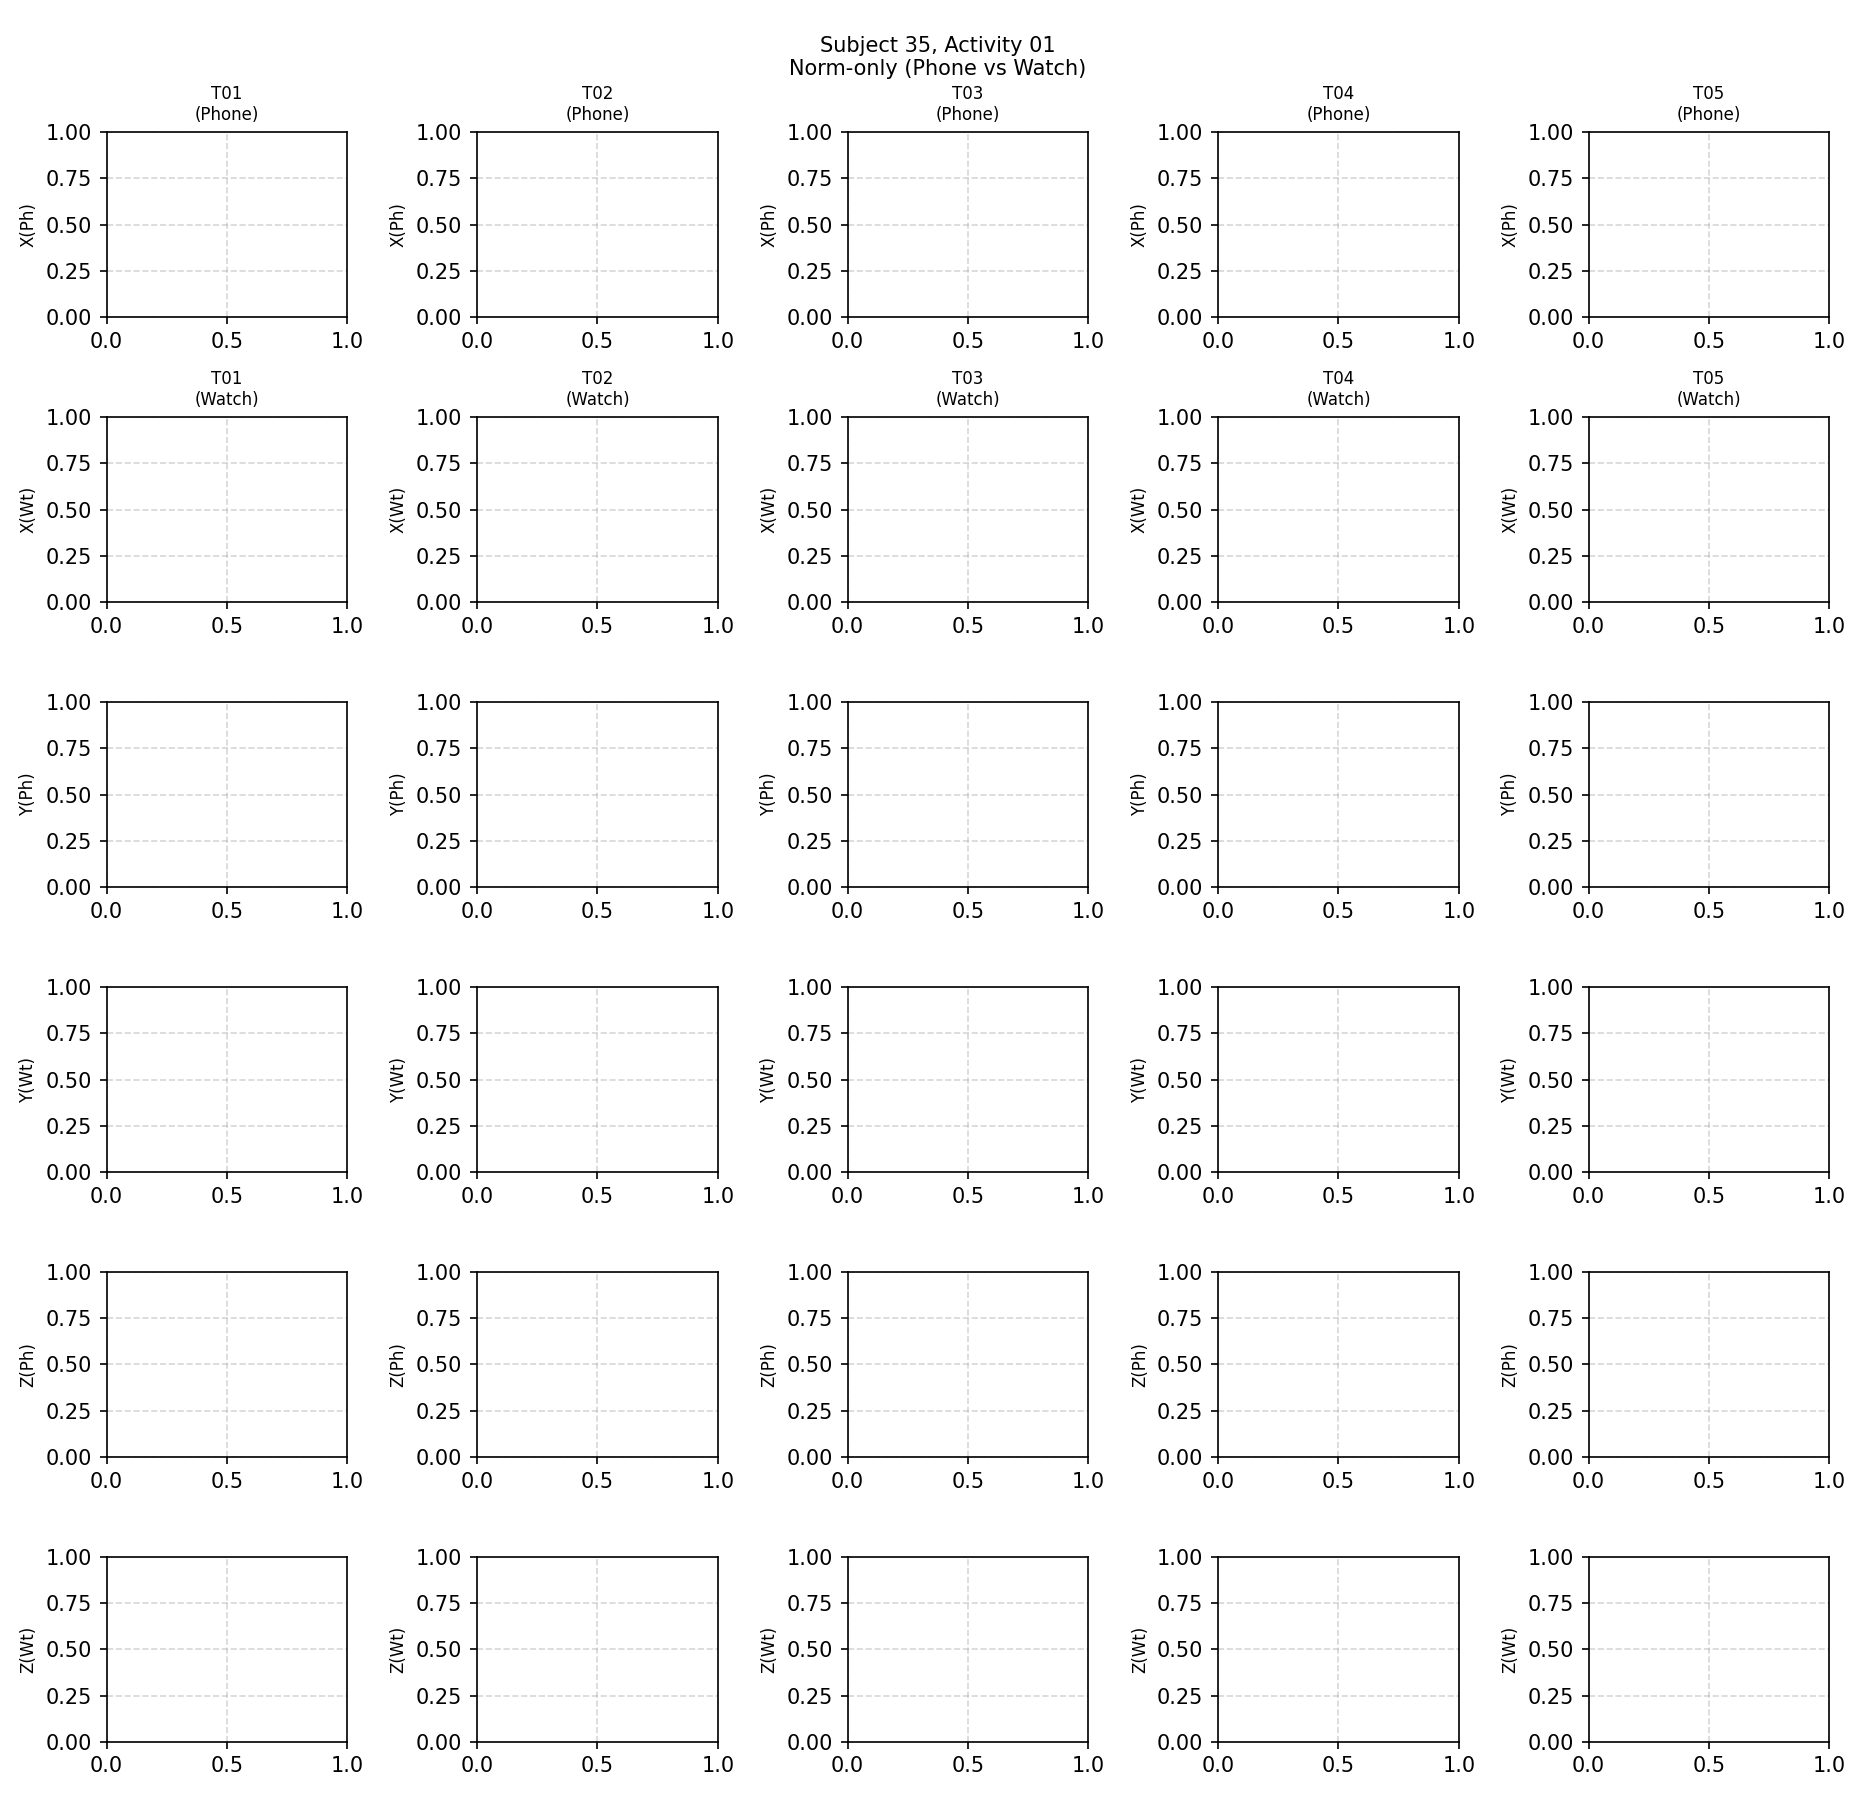 Subject 35, Activity 01
Norm-only (Phone vs Watch)
T01 T02 T03 T04 T05
(Phone) (Phone) (Phone) (Phone) (Phone)
1.00 1.00 1.00 1.00 1.00
0.75 0.75 0.75 0.75 0.75
X(Ph) 0.50 X(Ph) 0.50 X(Ph) 0.50 X(Ph) 0.50 X(Ph) 0.50
0.25 0.25 0.25 0.25 0.25
0.00 0.00 0.00 0.00 0.00
0.0 0.5 1.0 0.0 0.5 1.0 0.0 0.5 1.0 0.0 0.5 1.0 0.0 0.5 1.0
T01 T02 T03 T04 T05
(Watch) (Watch) (Watch) (Watch) (Watch)
1.00 1.00 1.00 1.00 1.00
0.75 0.75 0.75 0.75 0.75
X(Wt) 0.50 X(Wt) 0.50 X(Wt) 0.50 X(Wt) 0.50 X(Wt) 0.50
0.25 0.25 0.25 0.25 0.25
0.00 0.00 0.00 0.00 0.00
0.0 0.5 1.0 0.0 0.5 1.0 0.0 0.5 1.0 0.0 0.5 1.0 0.0 0.5 1.0
1.00 1.00 1.00 1.00 1.00
0.75 0.75 0.75 0.75 0.75
Y(Ph) 0.50 Y(Ph) 0.50 Y(Ph) 0.50 Y(Ph) 0.50 Y(Ph) 0.50
0.25 0.25 0.25 0.25 0.25
0.00 0.00 0.00 0.00 0.00
0.0 0.5 1.0 0.0 0.5 1.0 0.0 0.5 1.0 0.0 0.5 1.0 0.0 0.5 1.0
1.00 1.00 1.00 1.00 1.00
0.75 0.75 0.75 0.75 0.75
Y(Wt) 0.50 Y(Wt) 0.50 Y(Wt) 0.50 Y(Wt) 0.50 Y(Wt) 0.50
0.25 0.25 0.25 0.25 0.25
0.00 0.00 0.00 0.00 0.00
0.0 0.5 1.0 0.0 0.5 1.0 0.0 0.5 1.0 0.0 0.5 1.0 0.0 0.5 1.0
1.00 1.00 1.00 1.00 1.00
0.75 0.75 0.75 0.75 0.75
Z(Ph) 0.50 Z(Ph) 0.50 Z(Ph) 0.50 Z(Ph) 0.50 Z(Ph) 0.50
0.25 0.25 0.25 0.25 0.25
0.00 0.00 0.00 0.00 0.00
0.0 0.5 1.0 0.0 0.5 1.0 0.0 0.5 1.0 0.0 0.5 1.0 0.0 0.5 1.0
1.00 1.00 1.00 1.00 1.00
0.75 0.75 0.75 0.75 0.75
Z(Wt) 0.50 Z(Wt) 0.50 Z(Wt) 0.50 Z(Wt) 0.50 Z(Wt) 0.50
0.25 0.25 0.25 0.25 0.25
0.00 0.00 0.00 0.00 0.00
0.0 0.5 1.0 0.0 0.5 1.0 0.0 0.5 1.0 0.0 0.5 1.0 0.0 0.5 1.0